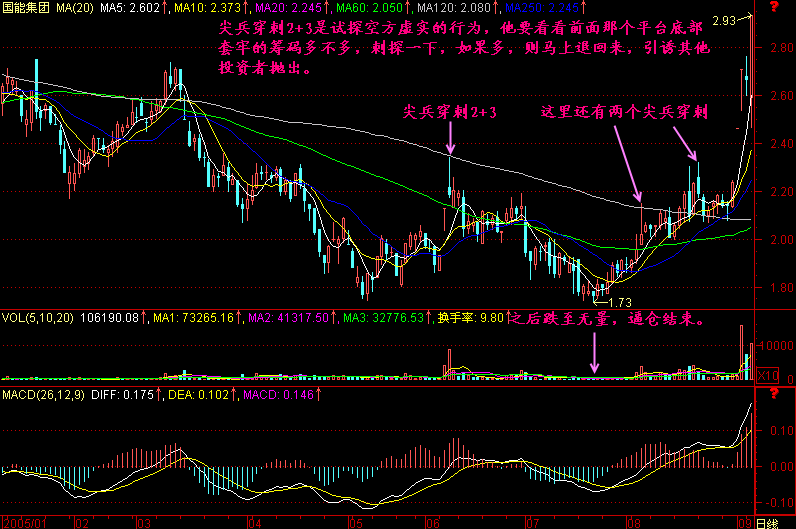 国能集团 MA(20) MA5: 2.602↑, MA10: 2.373↑, MA20: 2.245↑, MA60: 2.050↑, MA120: 2.080↑, MA250: 2.245↑
?
2.93
尖兵穿刺2+3是试探空方虚实的行为，他要看看前面那个平台底部
套牢的筹码多不多，刺探一下，如果多，则马上退回来，引诱其他
投资者抛出。
2.80
2.60
尖兵穿刺2+3
这里还有两个尖兵穿刺
2.40
2.20
2.00
1.80
1.73
VOL(5,10,20) 106190.08↑, MA1: 73265.16↑, MA2: 41317.50↑, MA3: 32776.53↑, 换手率: 9.80↑
之后跌至无量，逼仓结束。
10000
X10
MACD(26,12,9) DIFF: 0.175↑, DEA: 0.102↑, MACD: 0.146↑
?
0.10
0.00
-0.10
2005/01 02 03 04 05 06 07 08 09 日线